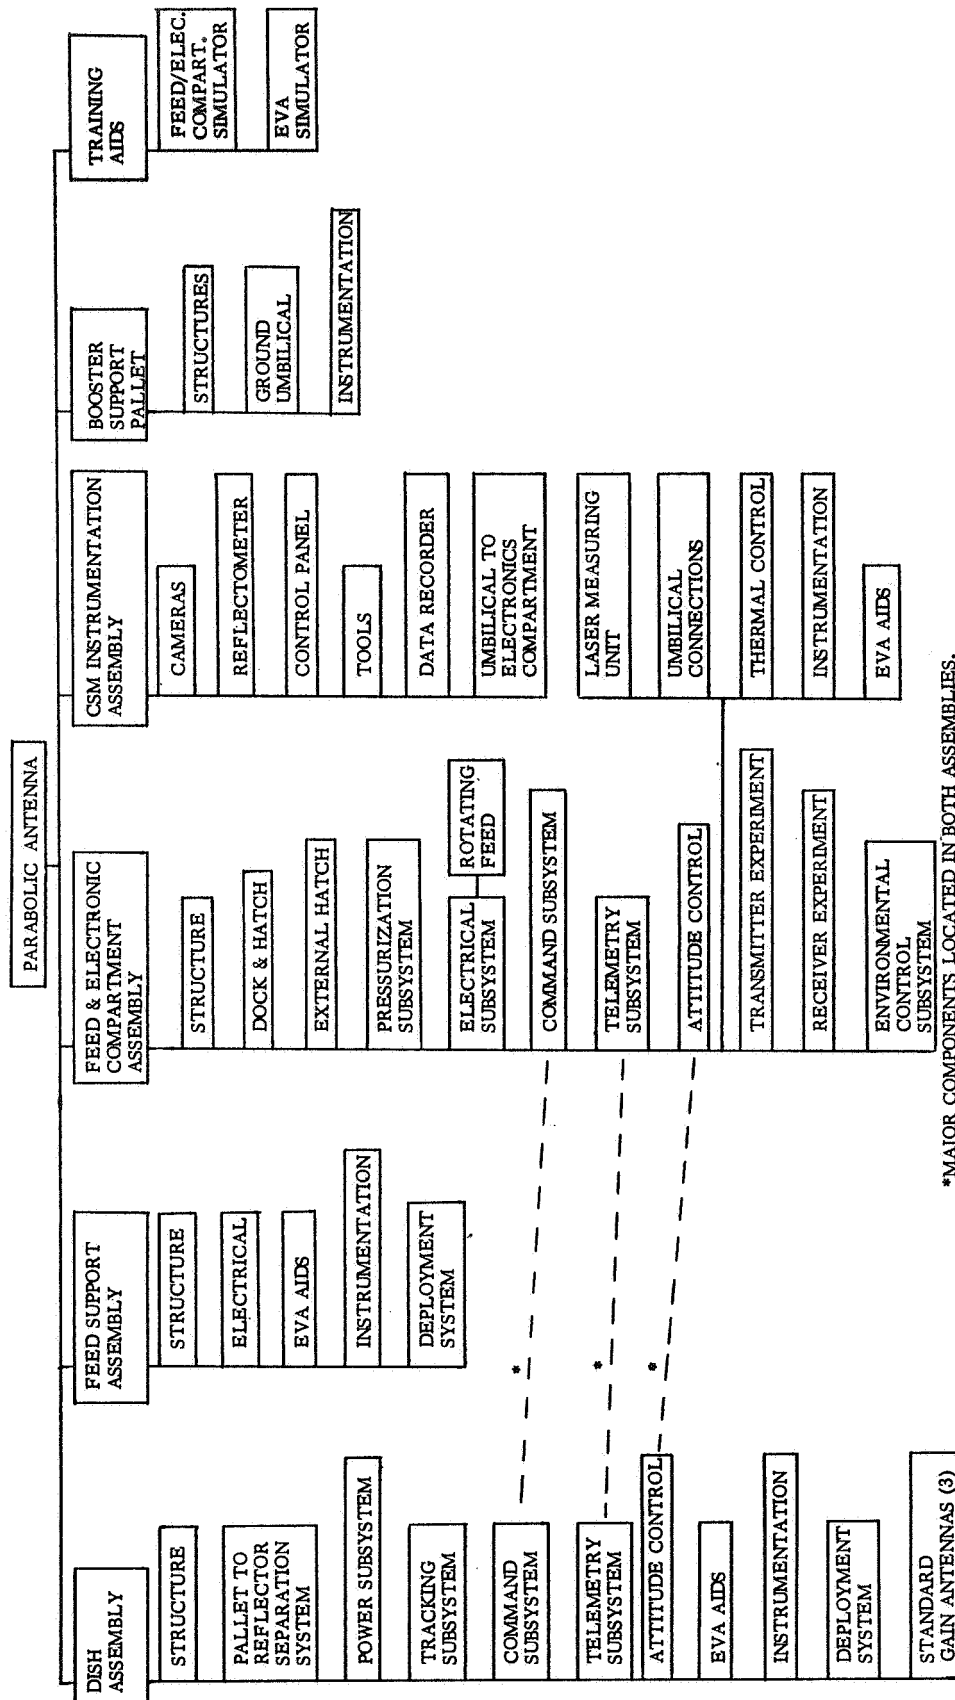 PARABOLIC ANTENNA
DISH
ASSEMBLY
STRUCTURE
PALLET TO
REFLECTOR
SEPARATION
SYSTEM
POWER SUBSYSTEM
TRACKING
SUBSYSTEM
COMMAND
SUBSYSTEM
TELEMETRY
SUBSYSTEM
ATTITUDE CONTROL
EVA AIDS
INSTRUMENTATION
DEPLOYMENT
SYSTEM
STANDARD
GAIN ANTENNAS (3)
FEED SUPPORT
ASSEMBLY
STRUCTURE
ELECTRICAL
EVA AIDS
INSTRUMENTATION
DEPLOYMENT
SYSTEM
*
*
*
FEED & ELECTRONIC
COMPARTMENT
ASSEMBLY
STRUCTURE
DOCK & HATCH
EXTERNAL HATCH
PRESSURIZATION
SUBSYSTEM
ELECTRICAL
SUBSYSTEM
ROTATING
FEED
COMMAND SUBSYSTEM
TELEMETRY
SUBSYSTEM
ATTITUDE CONTROL
TRANSMITTER EXPERIMENT
RECEIVER EXPERIMENT
ENVIRONMENTAL
CONTROL
SUBSYSTEM
CSM INSTRUMENTATION
ASSEMBLY
CAMERAS
REFLECTOMETER
CONTROL PANEL
TOOLS
DATA RECORDER
UMBILICAL TO
ELECTRONICS
COMPARTMENT
LASER MEASURING
UNIT
UMBILICAL
CONNECTIONS
THERMAL CONTROL
INSTRUMENTATION
EVA AIDS
BOOSTER
SUPPORT
PALLET
STRUCTURES
GROUND
UMBILICAL
INSTRUMENTATION
TRAINING
AIDS
FEED/ELEC.
COMPART.
SIMULATOR
EVA
SIMULATOR
*MAJOR COMPONENTS LOCATED IN BOTH ASSEMBLIES.